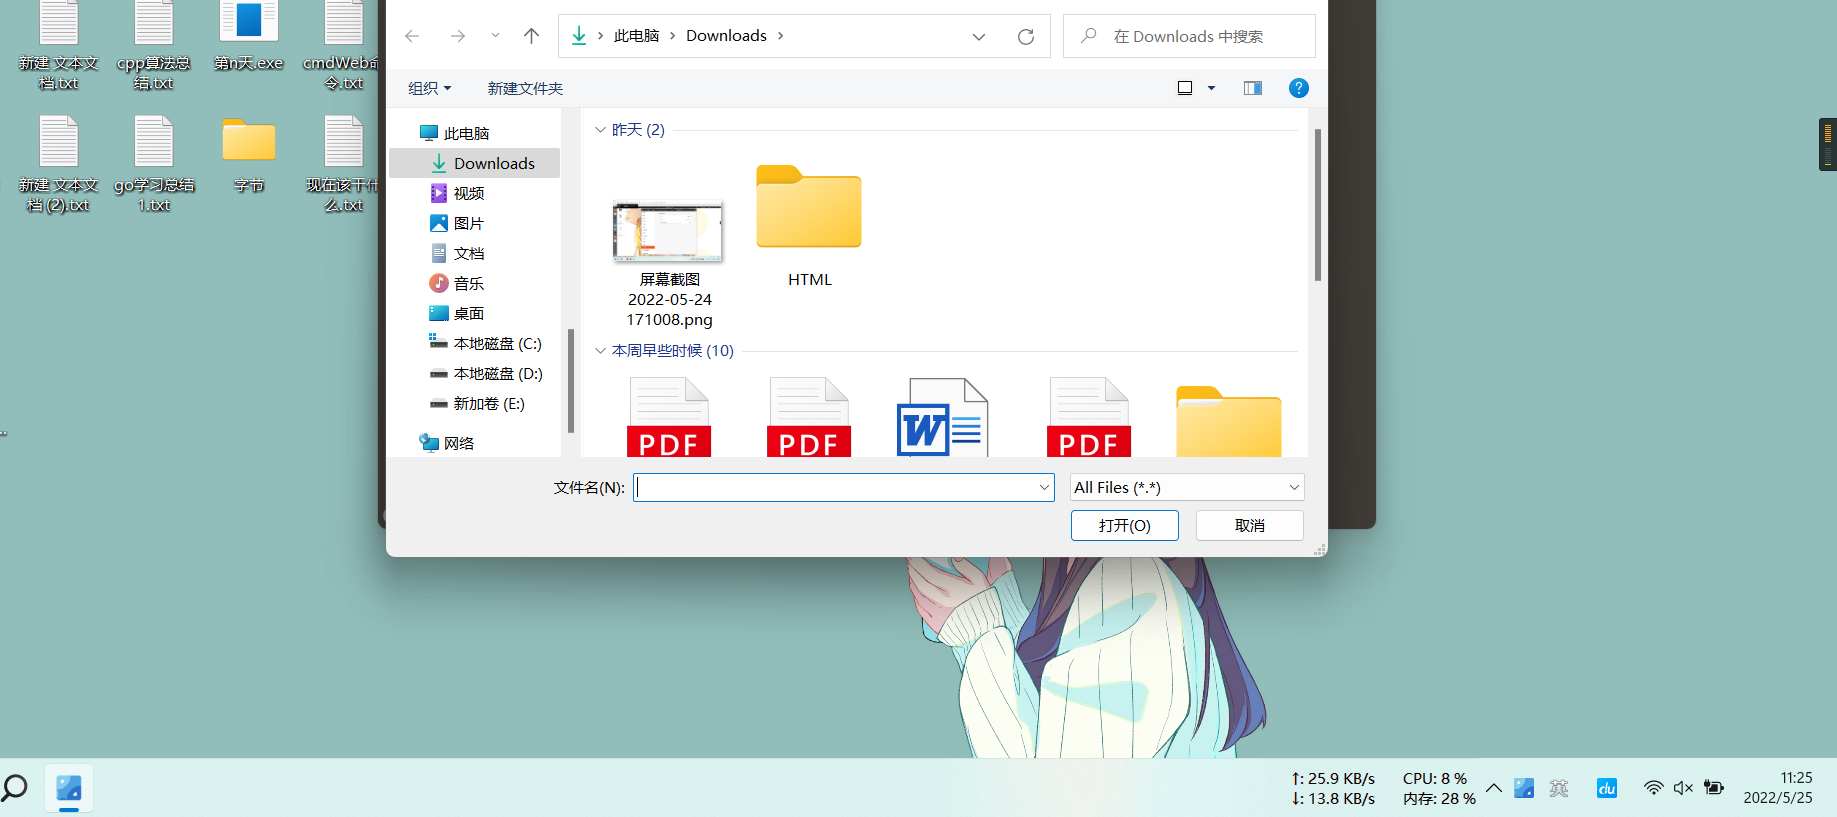 新建 文本文
档.txt
cpp算法总
结.txt
第n天.exe
cmdWeb命
令.txt
新建 文本文
档 (2).txt
go学习总结
1.txt
字节
现在该干什
么.txt
此电脑
Downloads
在 Downloads 中搜索
组织
新建文件夹
此电脑
Downloads
视频
图片
文档
音乐
桌面
本地磁盘 (C:)
本地磁盘 (D:)
新加卷 (E:)
网络
昨天 (2)
屏幕截图
2022-05-24
171008.png
HTML
本周早些时候 (10)
PDF
PDF
W
PDF
文件名(N):
All Files (*.*)
打开(O)
取消
↑: 25.9 KB/s
↓: 13.8 KB/s
CPU: 8 %
内存: 28 %
英
du
11:25
2022/5/25